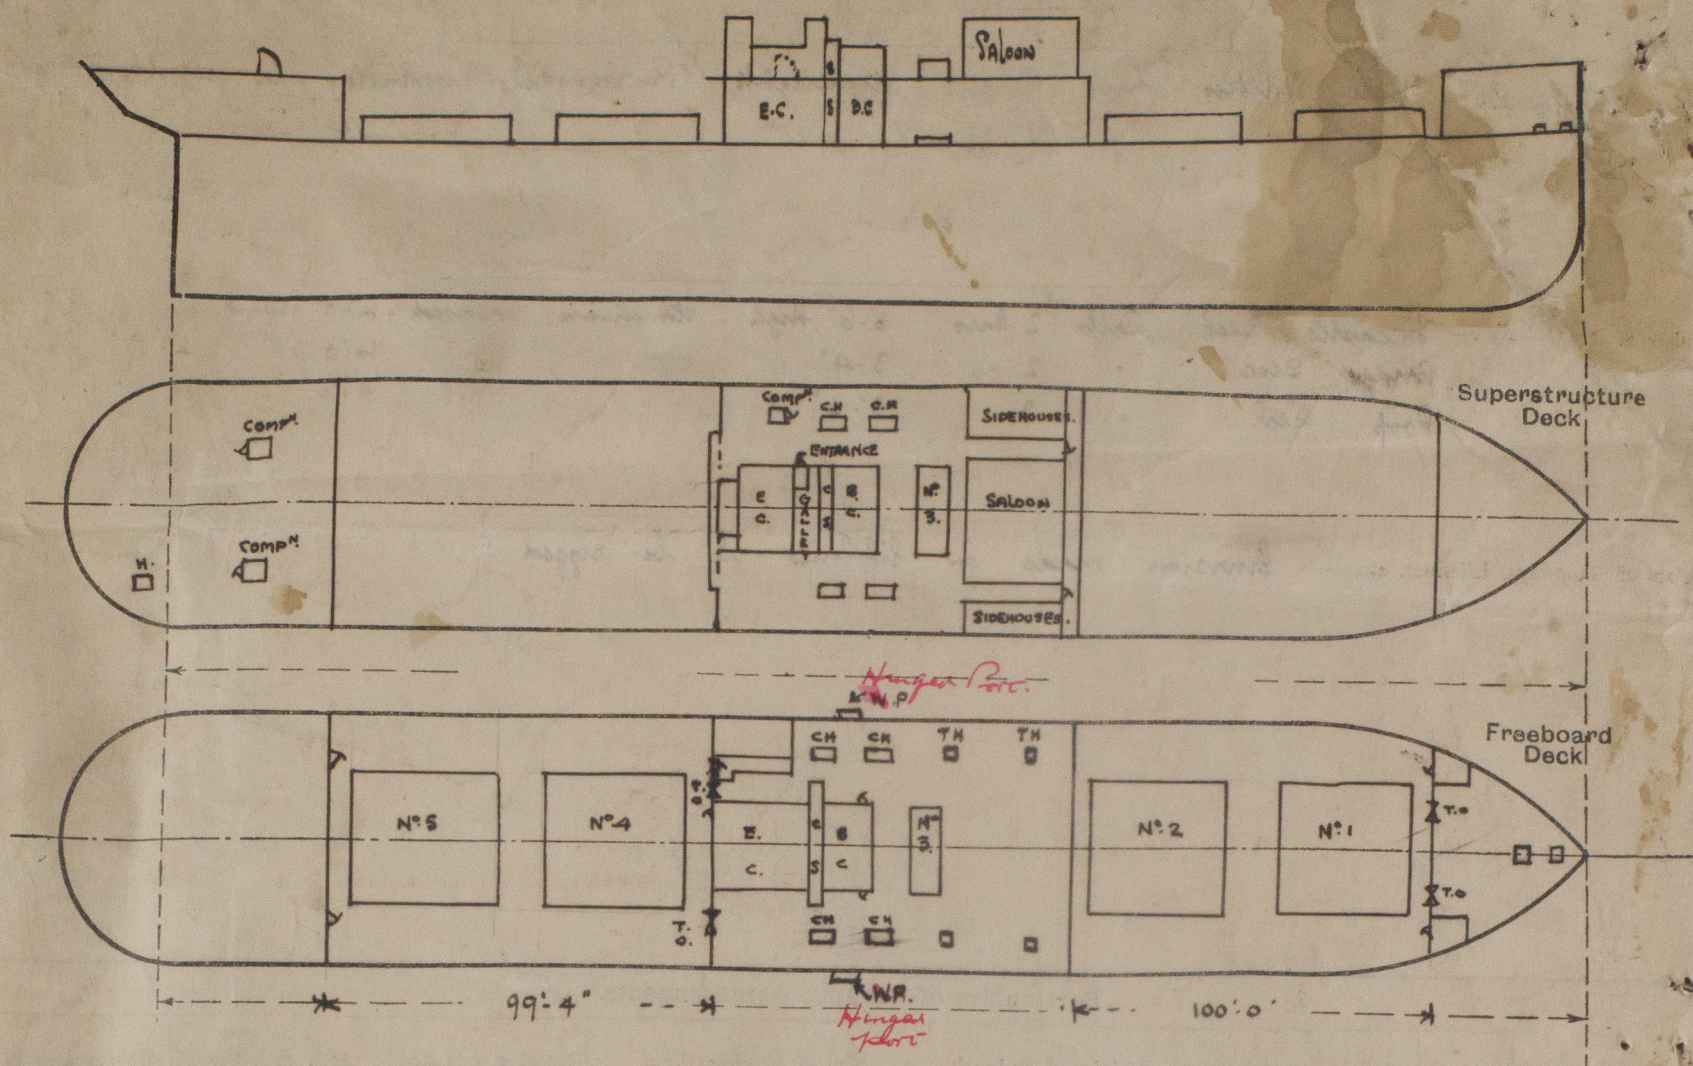 SALOON
E.C.
S
S
B.C
Superstructure
Deck
COMPN.
COMPN.
C.H
C.H
SIDEHOUSES.
ENTRANCE
E
C.
GALLEY
C
S
B.
C.
No.
3.
SALOON
COMPN.
H.
SIDEHOUSES.
Hinged Port.
W.P
Freeboard
Deck
CH
CH
TH
TH
T.
O.
No. 5
No. 4
E.
C.
C
S
B
C
No.
3.
No. 2
No. 1
T.O
T.O
T.
O.
CH
CH
99'-4"
W.P.
100'.0"
Hinged
Port